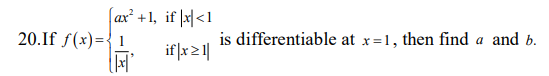 20.If f(x)={ax² +1, if |x|<1
1/|x|, if|x≥1| is differentiable at x=1, then find a and b.